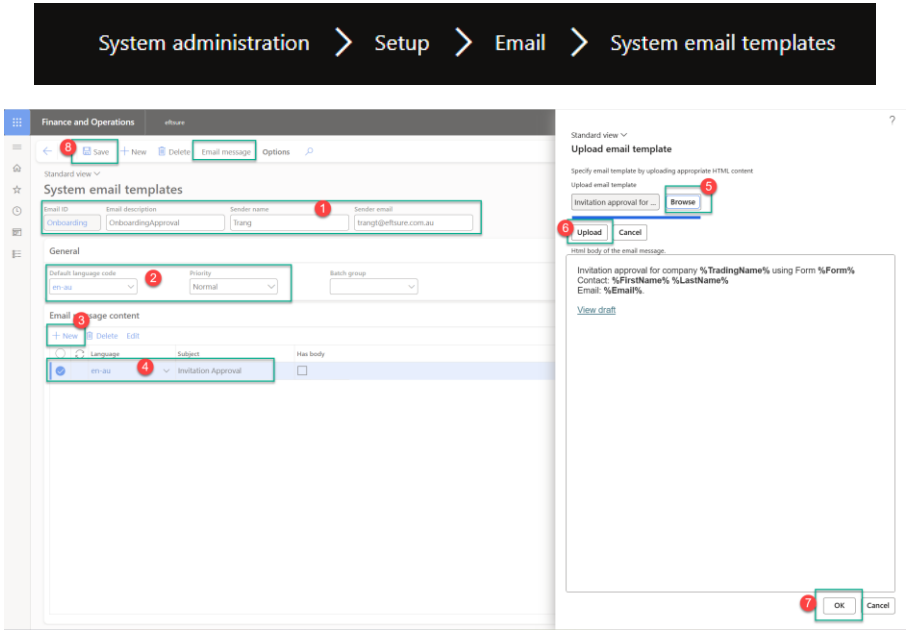 System administration > Setup > Email > System email templates
Finance and Operations eftsure
?
8 Save + New Delete Email message Options
Standard view
System email templates
1
Email ID Email description Sender name Sender email
Onboarding OnboardingApproval Trang trangt@eftsure.com.au
General
Default language code Priority Batch group
2
en-au Normal
Email message content
3
+ New Delete Edit
Language Subject Has body
en-au 4 Invitation Approval
Standard view
Upload email template
Specify email template by uploading appropriate HTML content
Upload email template
5
Invitation approval for ... Browse
6
Upload Cancel
Html body of the email message.
Invitation approval for company %TradingName% using Form %Form%
Contact: %FirstName% %LastName%
Email: %Email%.
View draft
7
OK Cancel